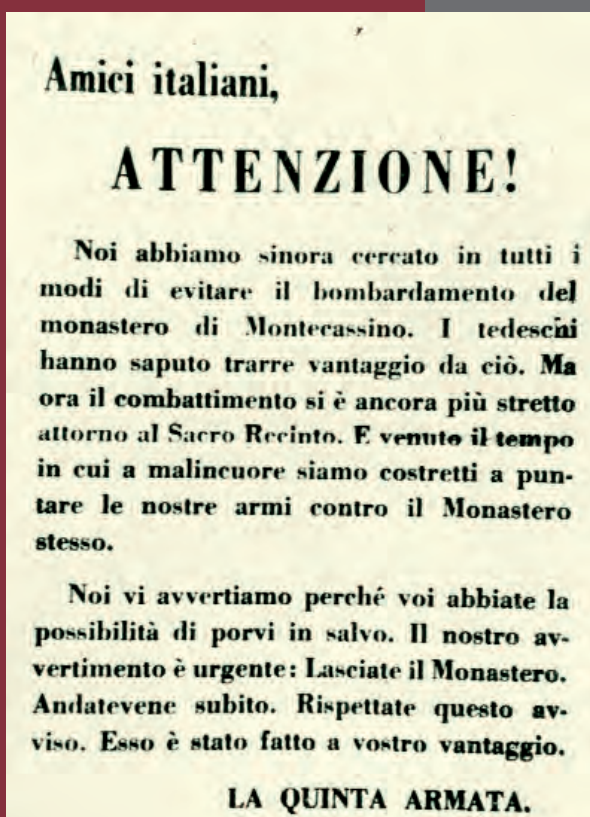 Amici italiani,
ATTENZIONE!
Noi abbiamo sinora cercato in tutti i
modi di evitare il bombardamento del
monastero di Montecassino. I tedeschi
hanno saputo trarre vantaggio da ciò. Ma
ora il combattimento si è ancora più stretto
attorno al Sacro Recinto. E venuto il tempo
in cui a malincuore siamo costretti a pun-
tare le nostre armi contro il Monastero
stesso.
Noi vi avvertiamo perché voi abbiate la
possibilità di porvi in salvo. Il nostro av-
vertimento è urgente: Lasciate il Monastero.
Andatevene subito. Rispettate questo av-
viso. Esso è stato fatto a vostro vantaggio.
LA QUINTA ARMATA.